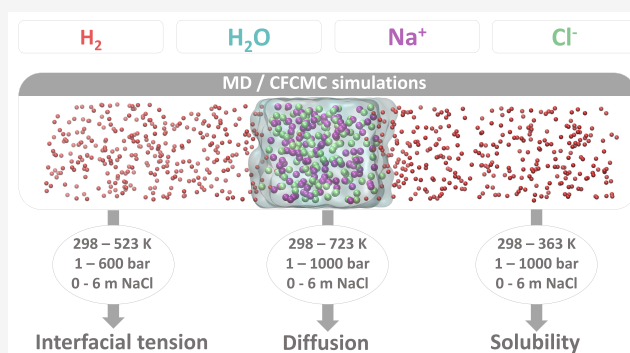 H₂ H₂O Na⁺ Cl⁻
MD / CFCMC simulations
298 – 523 K
1 – 600 bar
0 - 6 m NaCl
298 – 723 K
1 – 1000 bar
0 - 6 m NaCl
298 – 363 K
1 – 1000 bar
0 - 6 m NaCl
Interfacial tension Diffusion Solubility